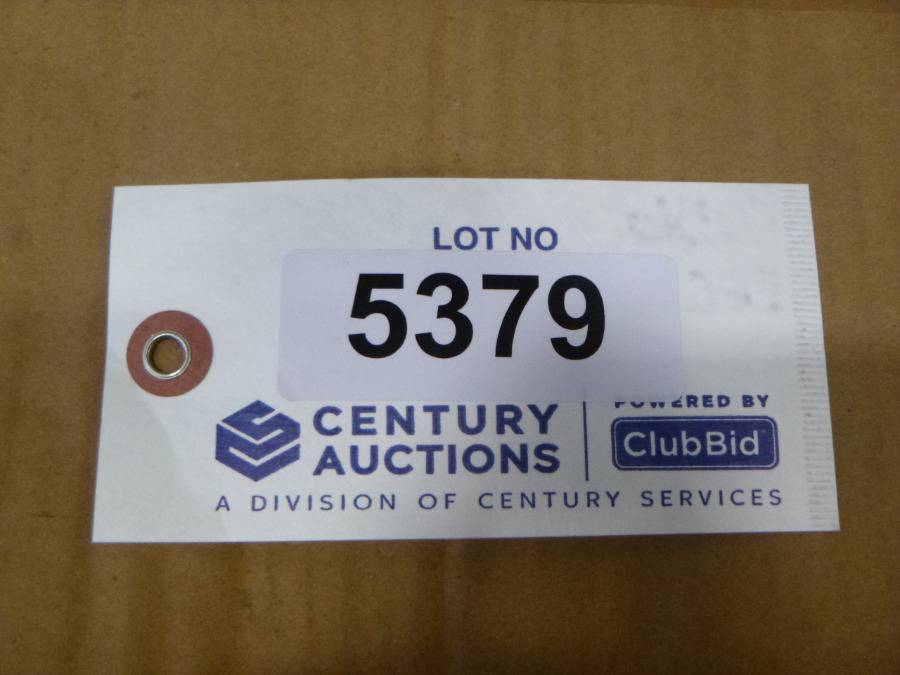 LOT NO
5379
CENTURY
AUCTIONS
POWERED BY
ClubBid
A DIVISION OF CENTURY SERVICES